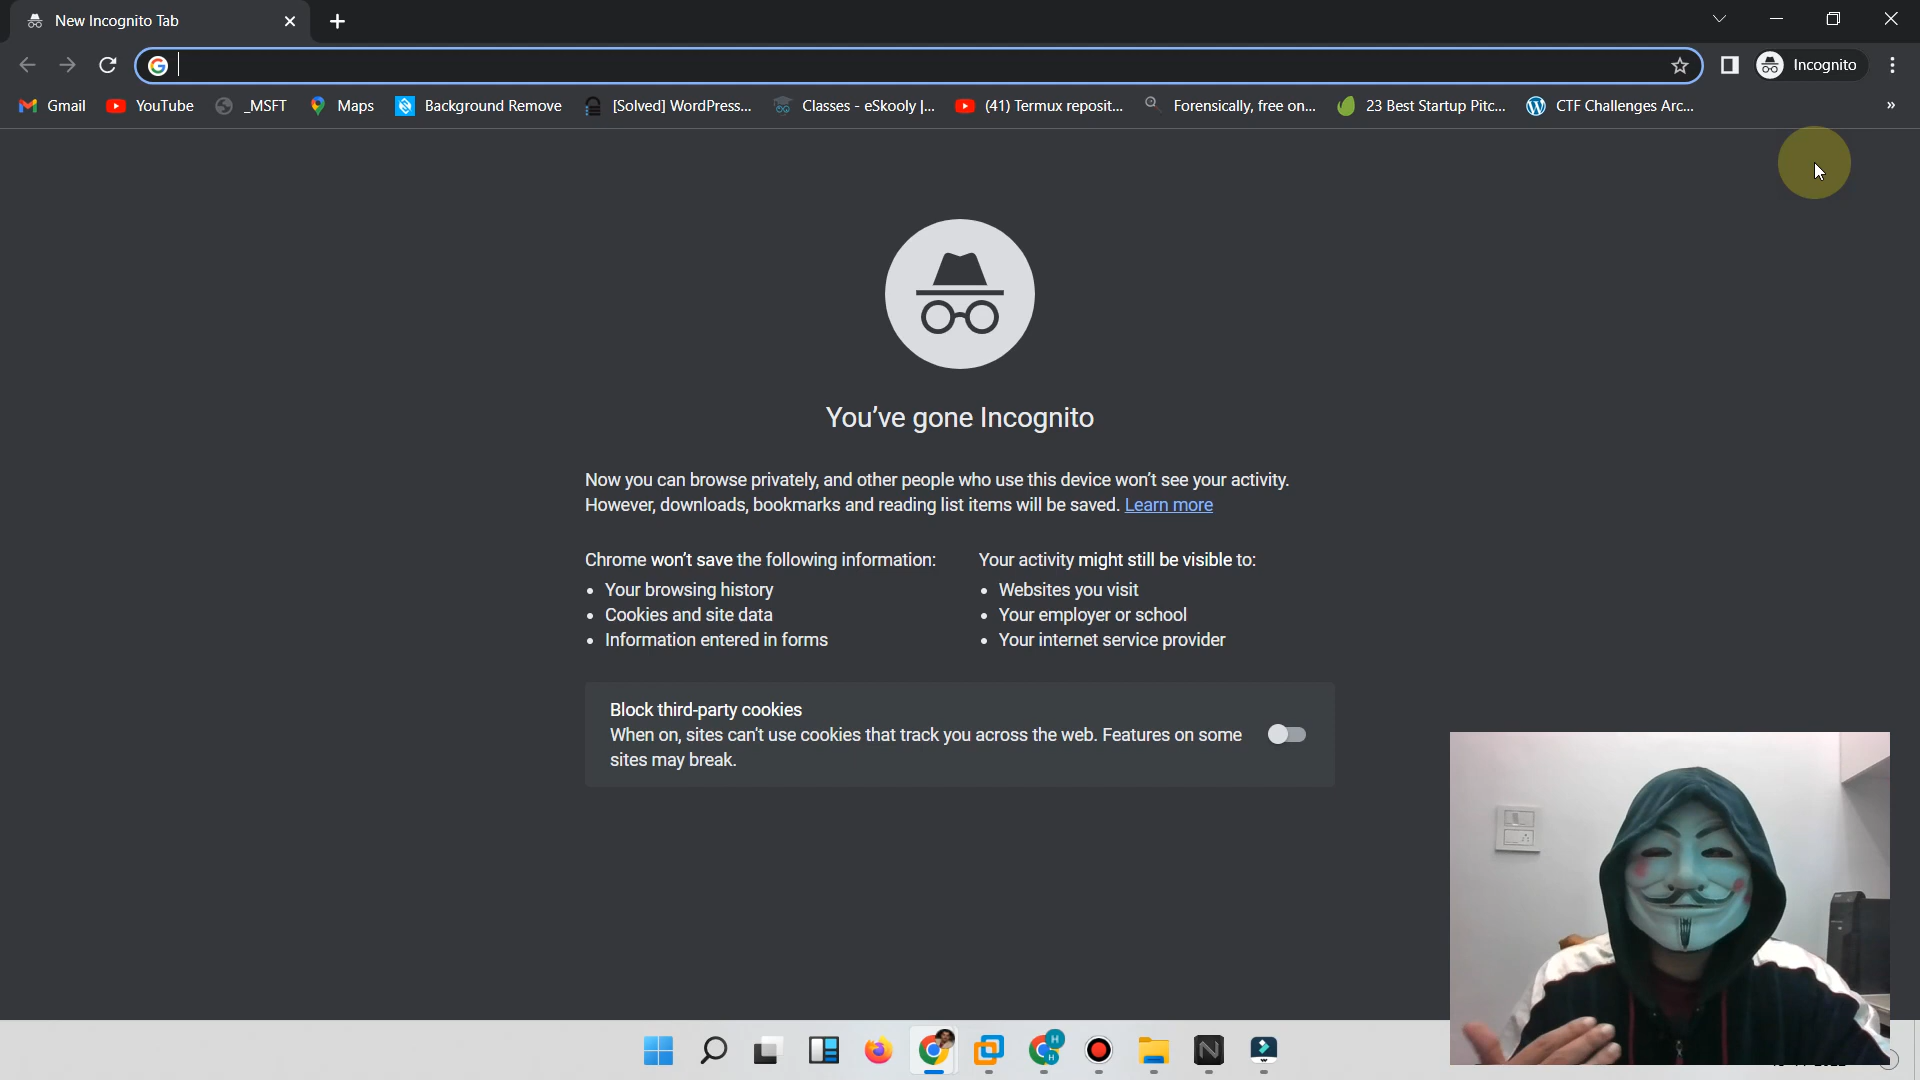 New Incognito Tab
Incognito
Gmail
YouTube
_MSFT
Maps
Background Remove
[Solved] WordPress...
Classes - eSkooly |...
(41) Termux reposit...
Forensically, free on...
23 Best Startup Pitc...
CTF Challenges Arc...
»
You've gone Incognito
Now you can browse privately, and other people who use this device won't see your activity.
However, downloads, bookmarks and reading list items will be saved. Learn more
Chrome won't save the following information:
• Your browsing history
• Cookies and site data
• Information entered in forms
Your activity might still be visible to:
• Websites you visit
• Your employer or school
• Your internet service provider
Block third-party cookies
When on, sites can't use cookies that track you across the web. Features on some
sites may break.